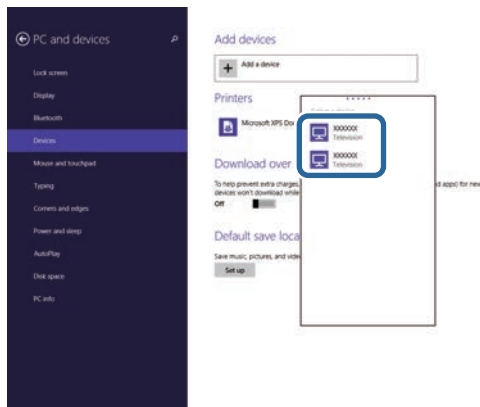 PC and devices
Lock screen
Display
Bluetooth
Devices
Mouse and touchpad
Typing
Corners and edges
Power and sleep
AutoPlay
Disk space
PC info
Add devices
+ Add a device
Printers
Microsoft XPS Do
Download over
To help prevent extra charges,
d apps) for new
devices won't download while
Off
Default save loca
Save music, pictures, and vide
Set up
XXXXXX
Television
XXXXXX
Television